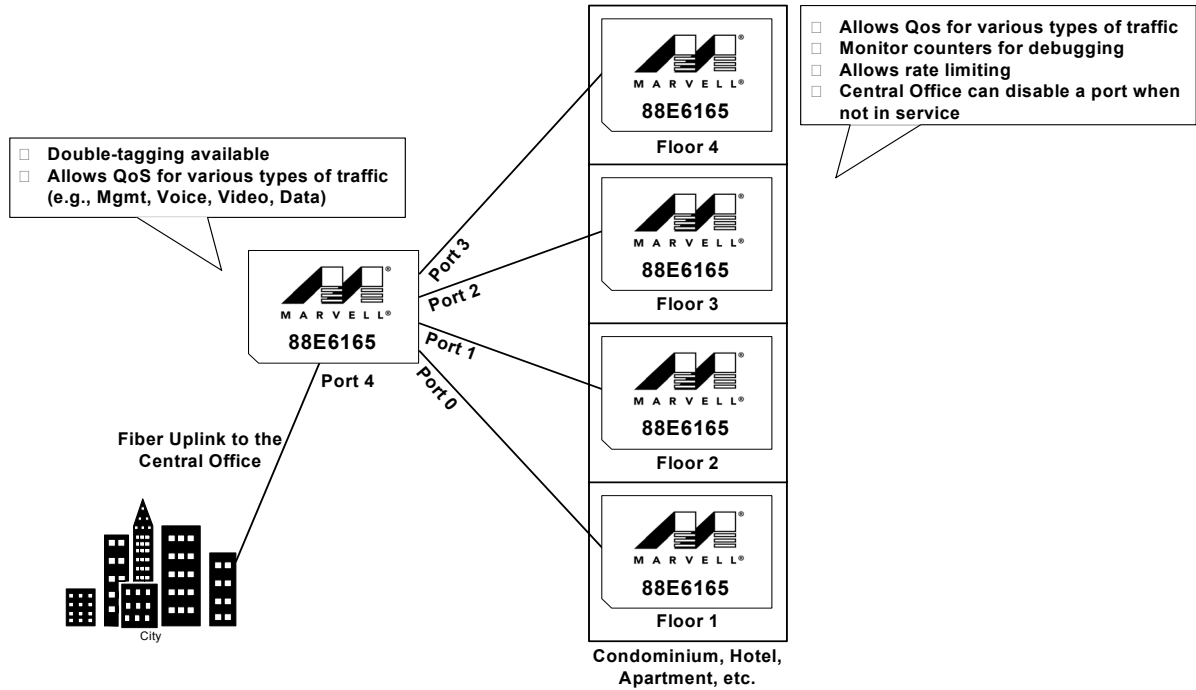 Allows Qos for various types of traffic
Monitor counters for debugging
Allows rate limiting
Central Office can disable a port when
not in service
MARVELL®
88E6165
Floor 4
Double-tagging available
Allows QoS for various types of traffic
(e.g., Mgmt, Voice, Video, Data)
MARVELL®
88E6165
Floor 3
Port 3
Port 2
MARVELL®
88E6165
Port 4
Port 1
Port 0
MARVELL®
88E6165
Floor 2
Fiber Uplink to the
Central Office
MARVELL®
88E6165
Floor 1
City
Condominium, Hotel,
Apartment, etc.